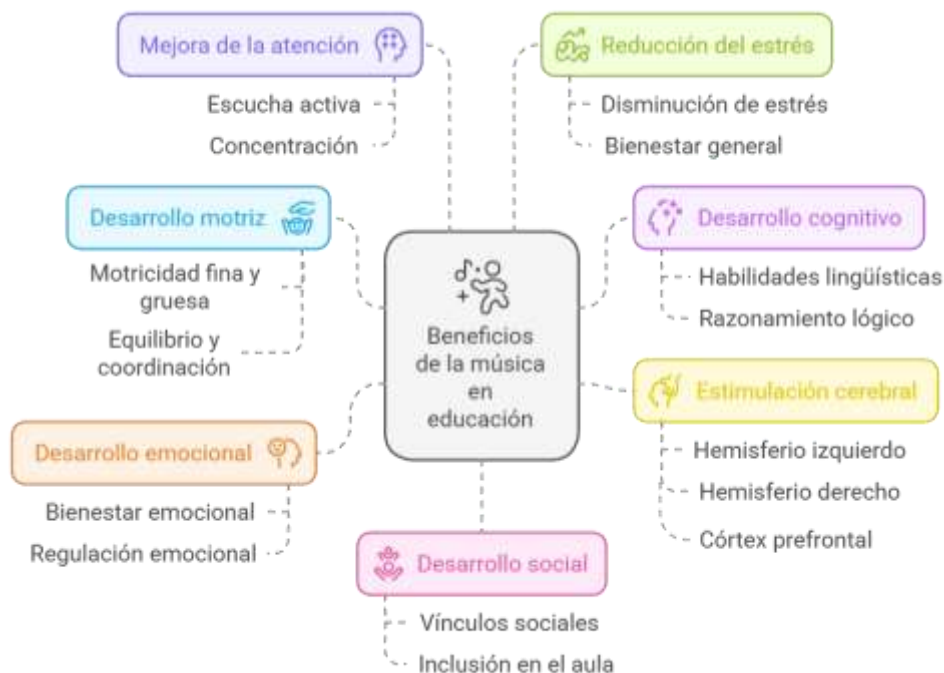 Mejora de la atención
Escucha activa
Concentración
Reducción del estrés
Disminución de estrés
Bienestar general
Desarrollo motriz
Motricidad fina y
gruesa
Equilibrio y
coordinación
Desarrollo cognitivo
Habilidades lingüísticas
Razonamiento lógico
Beneficios
de la música
en
educación
Estimulación cerebral
Hemisferio izquierdo
Hemisferio derecho
Córtex prefrontal
Desarrollo emocional
Bienestar emocional
Regulación emocional
Desarrollo social
Vínculos sociales
Inclusión en el aula